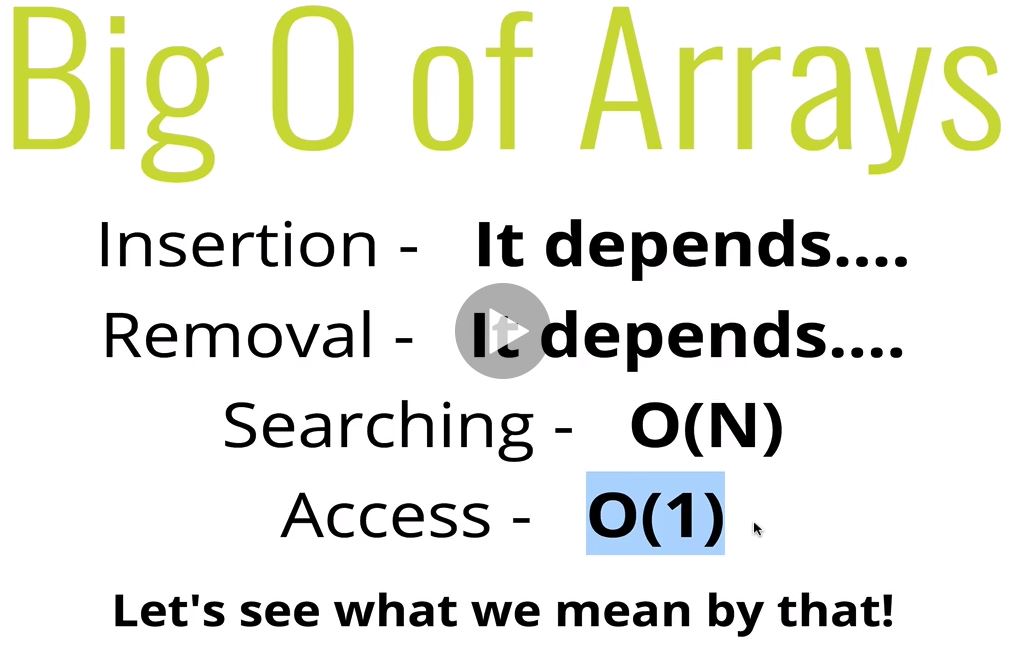 Big O of Arrays
Insertion - It depends....
Removal - It depends....
Searching - O(N)
Access - O(1)
Let's see what we mean by that!